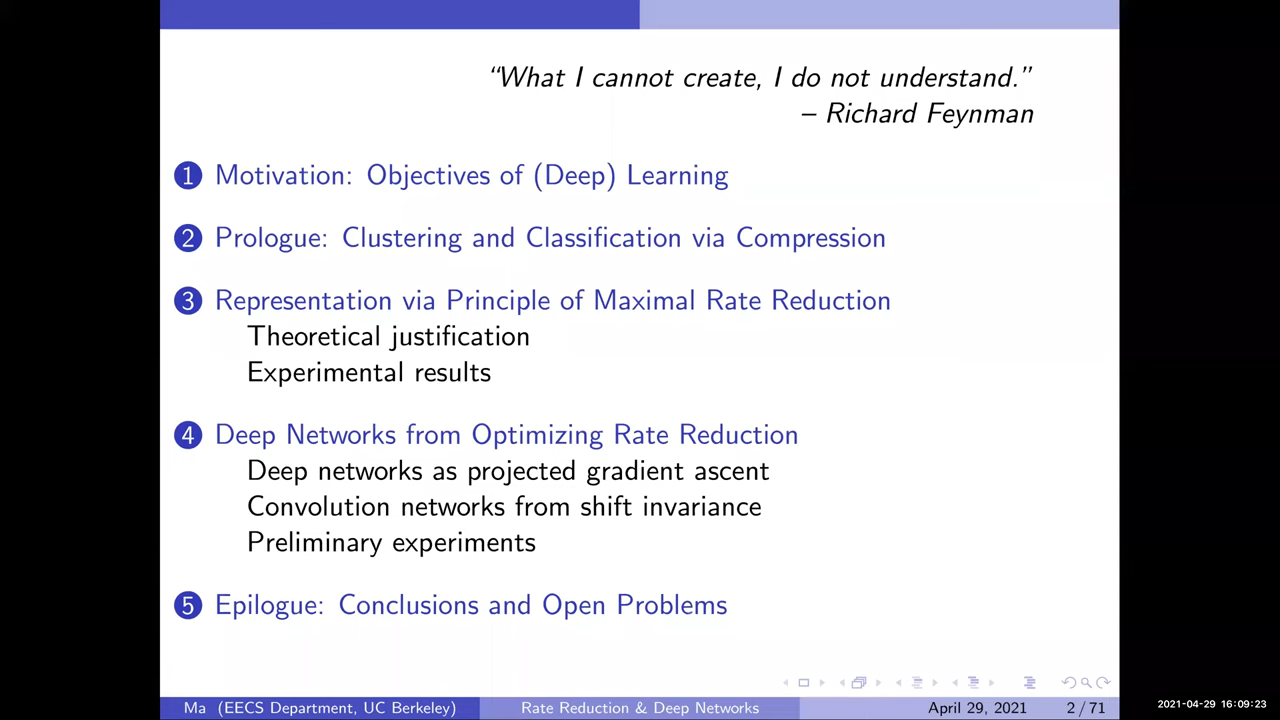 “What I cannot create, I do not understand.”
– Richard Feynman
1 Motivation: Objectives of (Deep) Learning
2 Prologue: Clustering and Classification via Compression
3 Representation via Principle of Maximal Rate Reduction
Theoretical justification
Experimental results
4 Deep Networks from Optimizing Rate Reduction
Deep networks as projected gradient ascent
Convolution networks from shift invariance
Preliminary experiments
5 Epilogue: Conclusions and Open Problems
Ma (EECS Department, UC Berkeley) Rate Reduction & Deep Networks April 29, 2021 2 / 71
2021-04-29 16:09:23